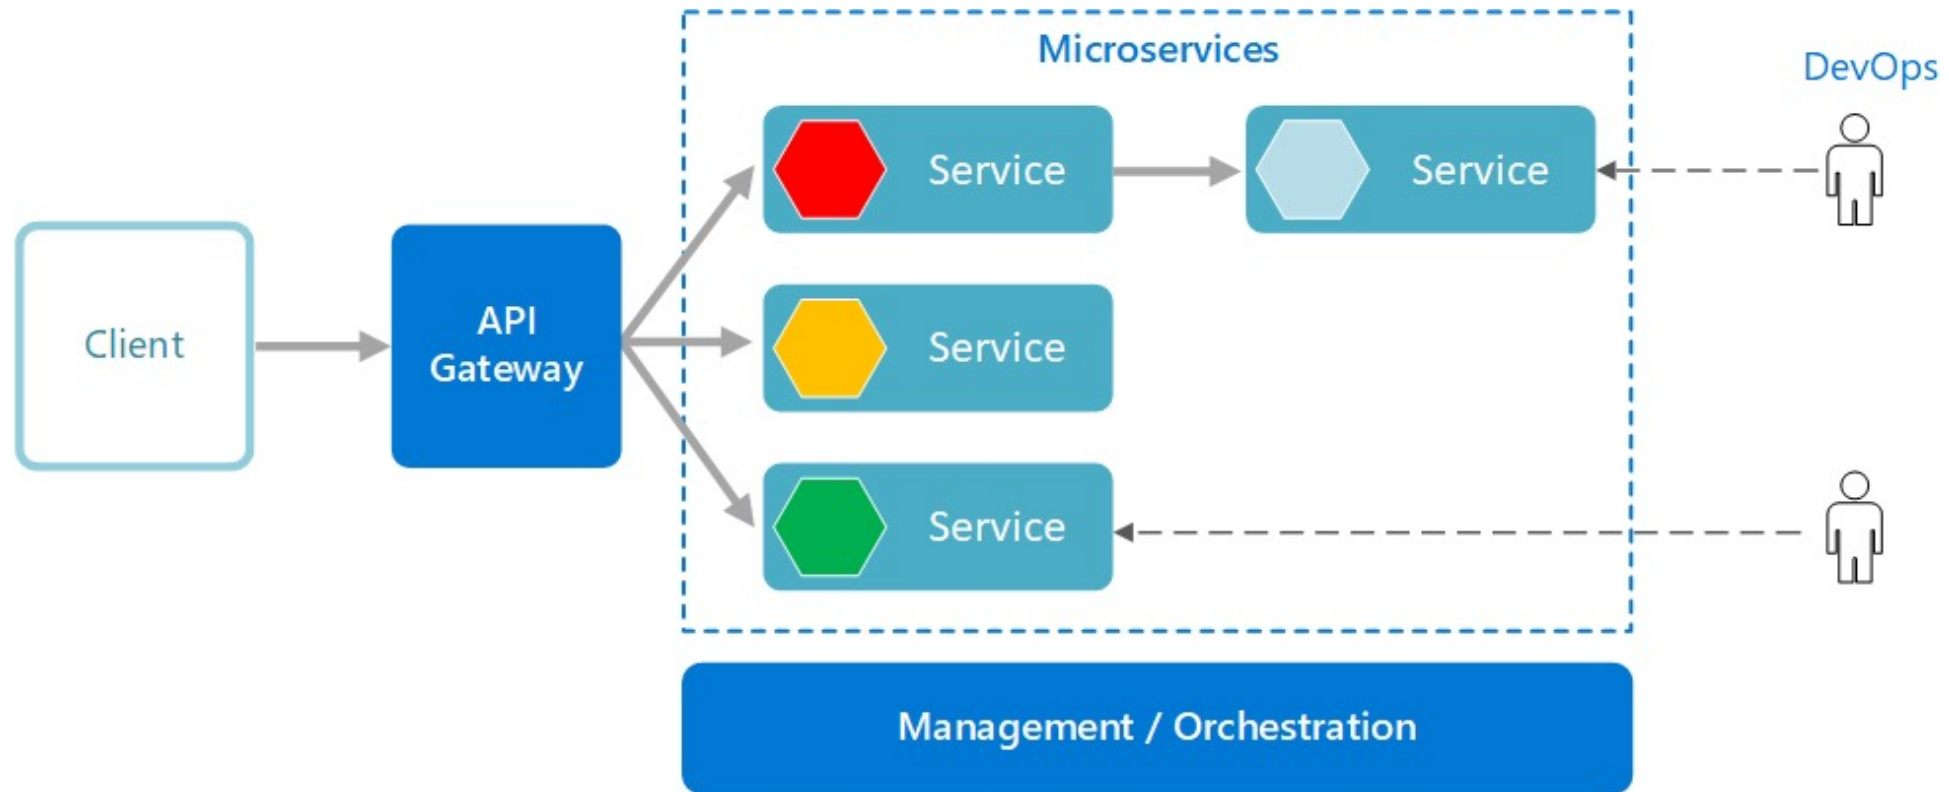 Microservices
DevOps
Service
Service
Client
API
Gateway
Service
Service
Management / Orchestration